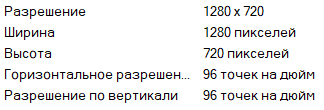 Разрешение 1280 x 720
Ширина 1280 пикселей
Высота 720 пикселей
Горизонтальное разрешен... 96 точек на дюйм
Разрешение по вертикали 96 точек на дюйм